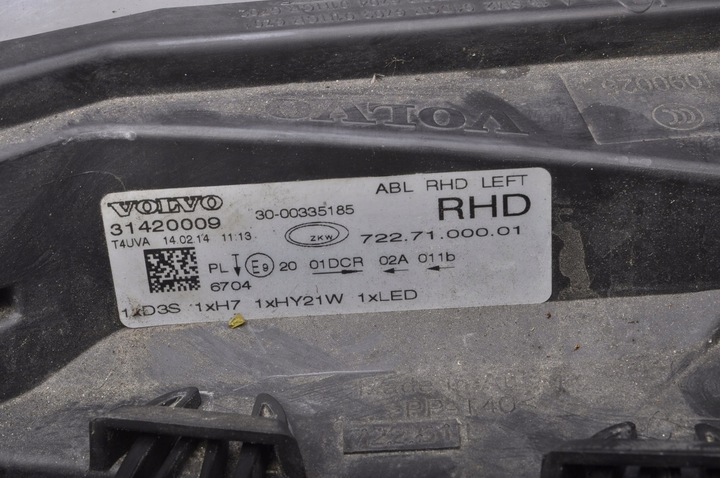 VOLVO
VOLVO
ABL RHD LEFT
31420009
30-00335185
RHD
T4UVA 14.02.14 11:13
ZKW
722.71.000.01
PL E9 20 01DCR 02A 011b
6704
1xD3S 1xH7 1xHY21W 1xLED